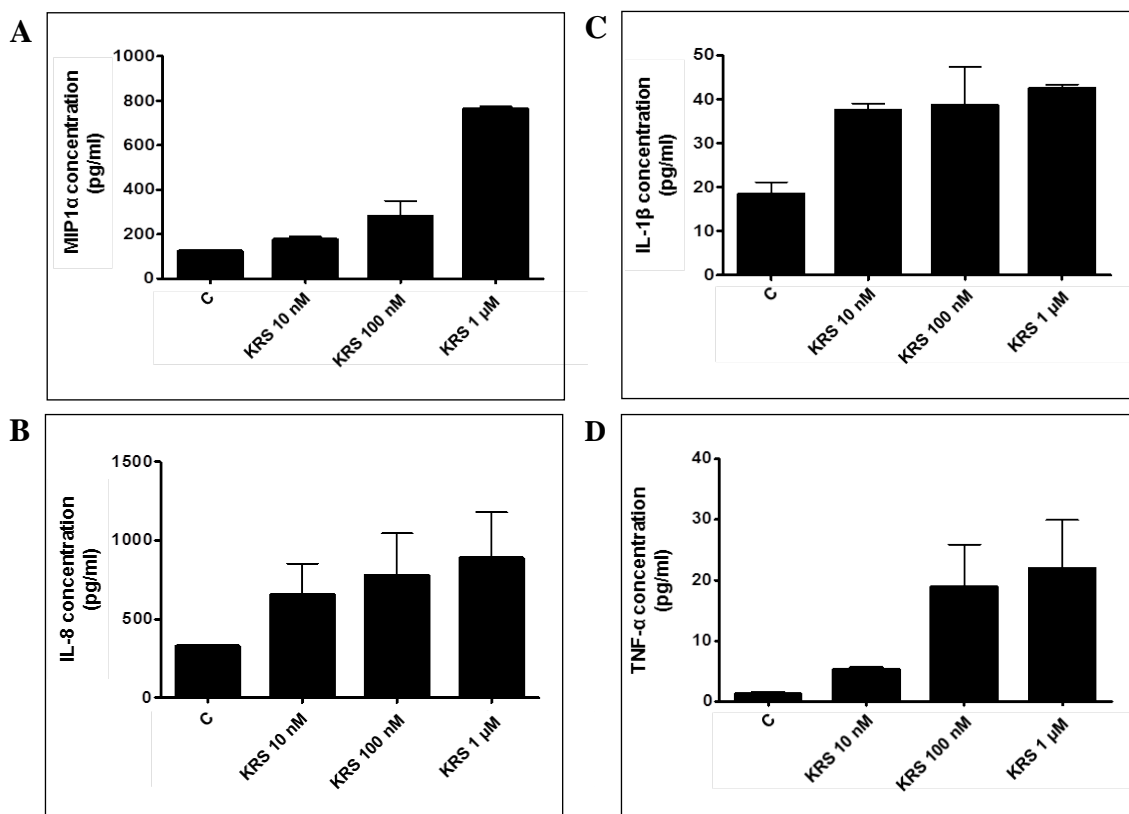 A
MIP1α concentration
(pg/ml)
1000
800
600
400
200
0
C
KRS 10 nM
KRS 100 nM
KRS 1 µM
C
IL-1β concentration
(pg/ml)
50
40
30
20
10
0
C
KRS 10 nM
KRS 100 nM
KRS 1 µM
B
IL-8 concentration
(pg/ml)
1500
1000
500
0
C
KRS 10 nM
KRS 100 nM
KRS 1 µM
D
TNF-α concentration
(pg/ml)
40
30
20
10
0
C
KRS 10 nM
KRS 100 nM
KRS 1 µM